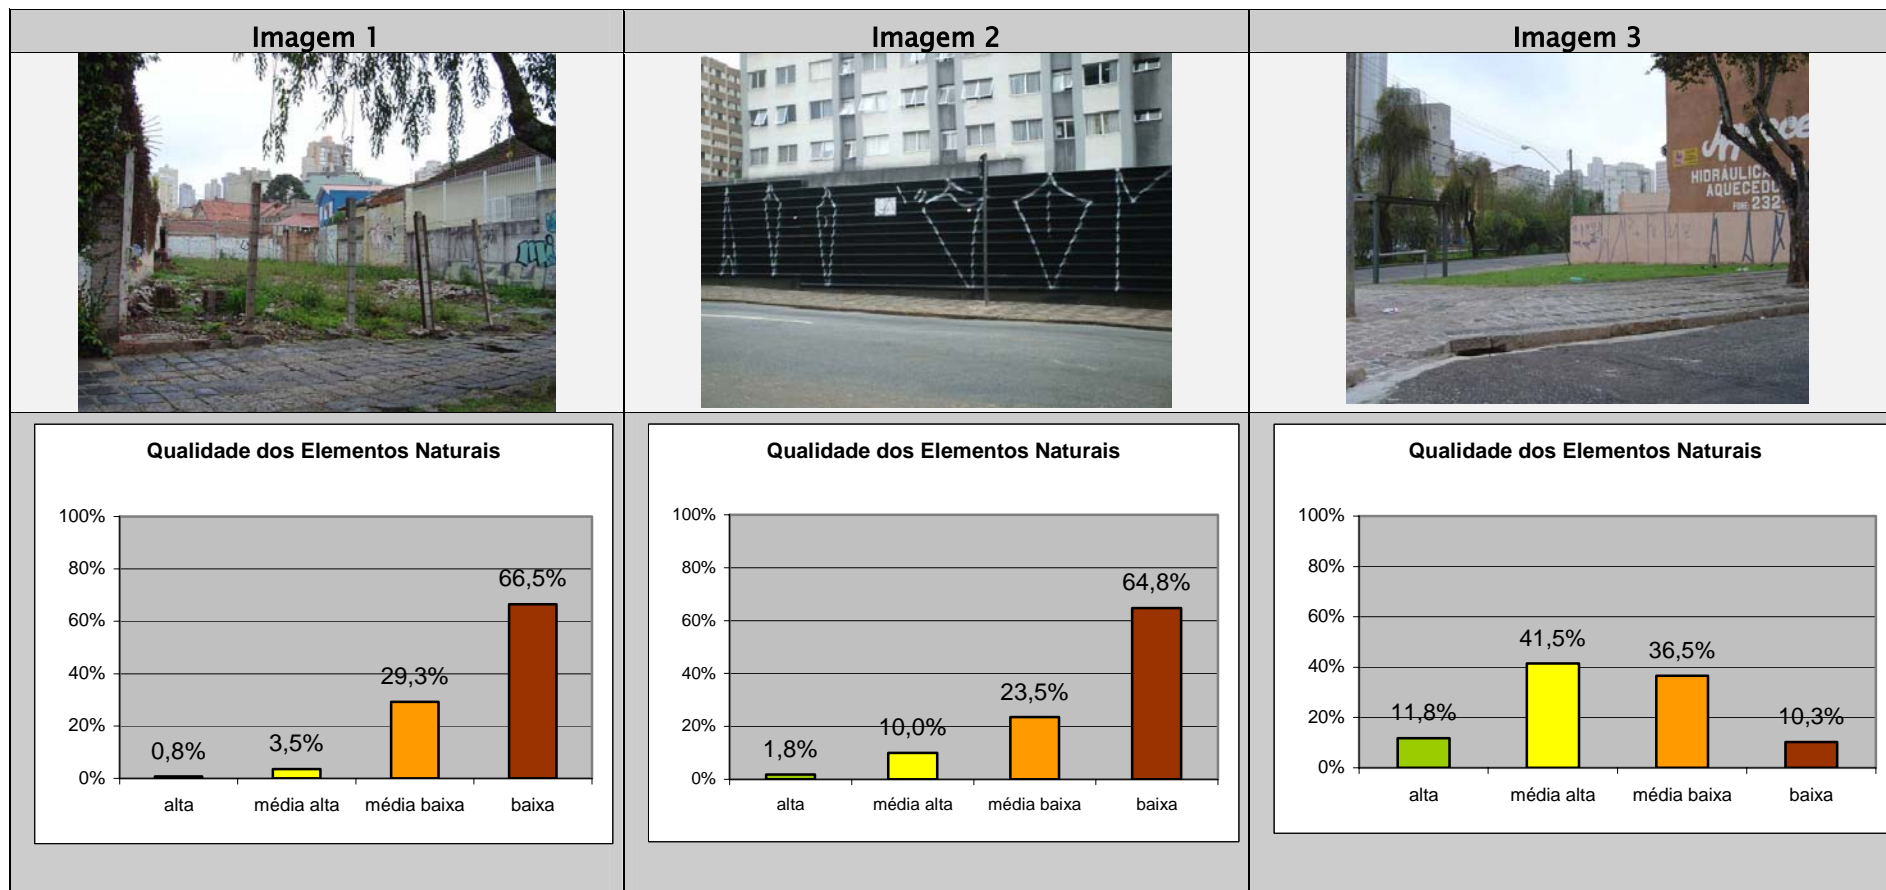 Imagem 1
Imagem 2
Imagem 3
HIDRÁULICA
FONE: 232-
Qualidade dos Elementos Naturais
100%
80%
60%
40%
20%
0%
0,8%
3,5%
29,3%
66,5%
alta
média alta
média baixa
baixa
Qualidade dos Elementos Naturais
100%
80%
60%
40%
20%
0%
1,8%
10,0%
23,5%
64,8%
alta
média alta
média baixa
baixa
Qualidade dos Elementos Naturais
100%
80%
60%
40%
20%
0%
11,8%
41,5%
36,5%
10,3%
alta
média alta
média baixa
baixa